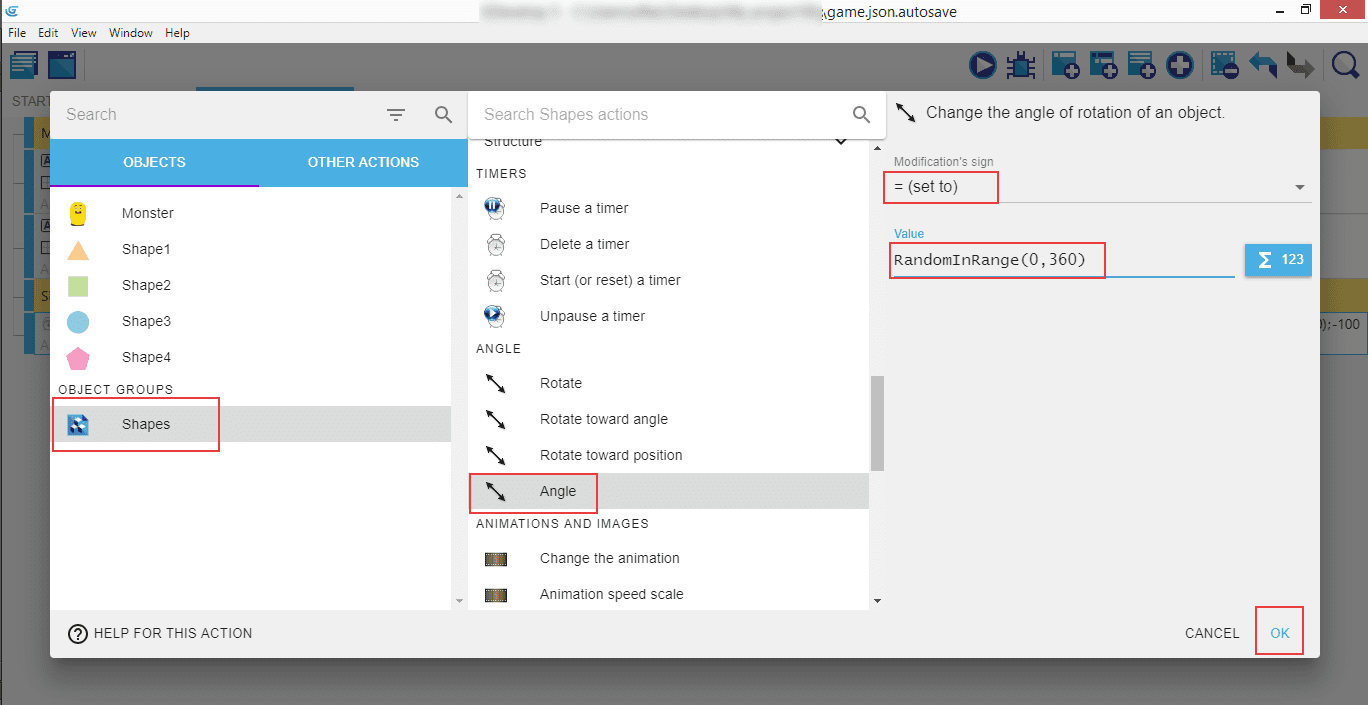 \game.json.autosave
File Edit View Window Help
START
Search
Search Shapes actions
Change the angle of rotation of an object.
OBJECTS OTHER ACTIONS
Monster
Shape1
Shape2
Shape3
Shape4
OBJECT GROUPS
Shapes
Structure
TIMERS
Pause a timer
Delete a timer
Start (or reset) a timer
Unpause a timer
ANGLE
Rotate
Rotate toward angle
Rotate toward position
Angle
ANIMATIONS AND IMAGES
Change the animation
Animation speed scale
Modification's sign
= (set to)
Value
RandomInRange(0,360)
Σ 123
);-100
? HELP FOR THIS ACTION
CANCEL OK